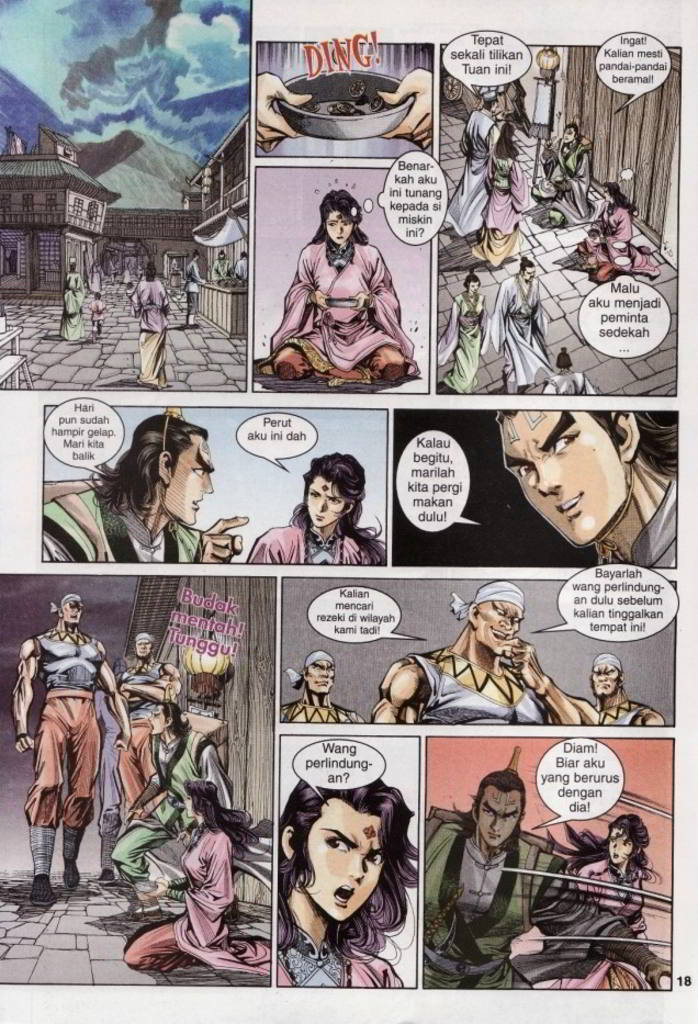 DING!
Benar-
kah aku
ini tunang
kepada si
miskin
ini?
Tepat
sekali tilikan
Tuan ini!
Ingat!
Kalian mesti
pandai-pandai
beramal!
Malu
aku menjadi
peminta
sedekah
...
Hari
pun sudah
hampir gelap.
Mari kita
balik
Perut
aku ini dah
Kalau
begitu,
marilah
kita pergi
makan
dulu!
Budak
mentah!
Tunggu!
Kalian
mencari
rezeki di wilayah
kami tadi!
Bayarlah
wang perlindung-
an dulu sebelum
kalian tinggalkan
tempat ini!
Wang
perlindung-
an?
Diam!
Biar aku
yang berurus
dengan
dia!
18